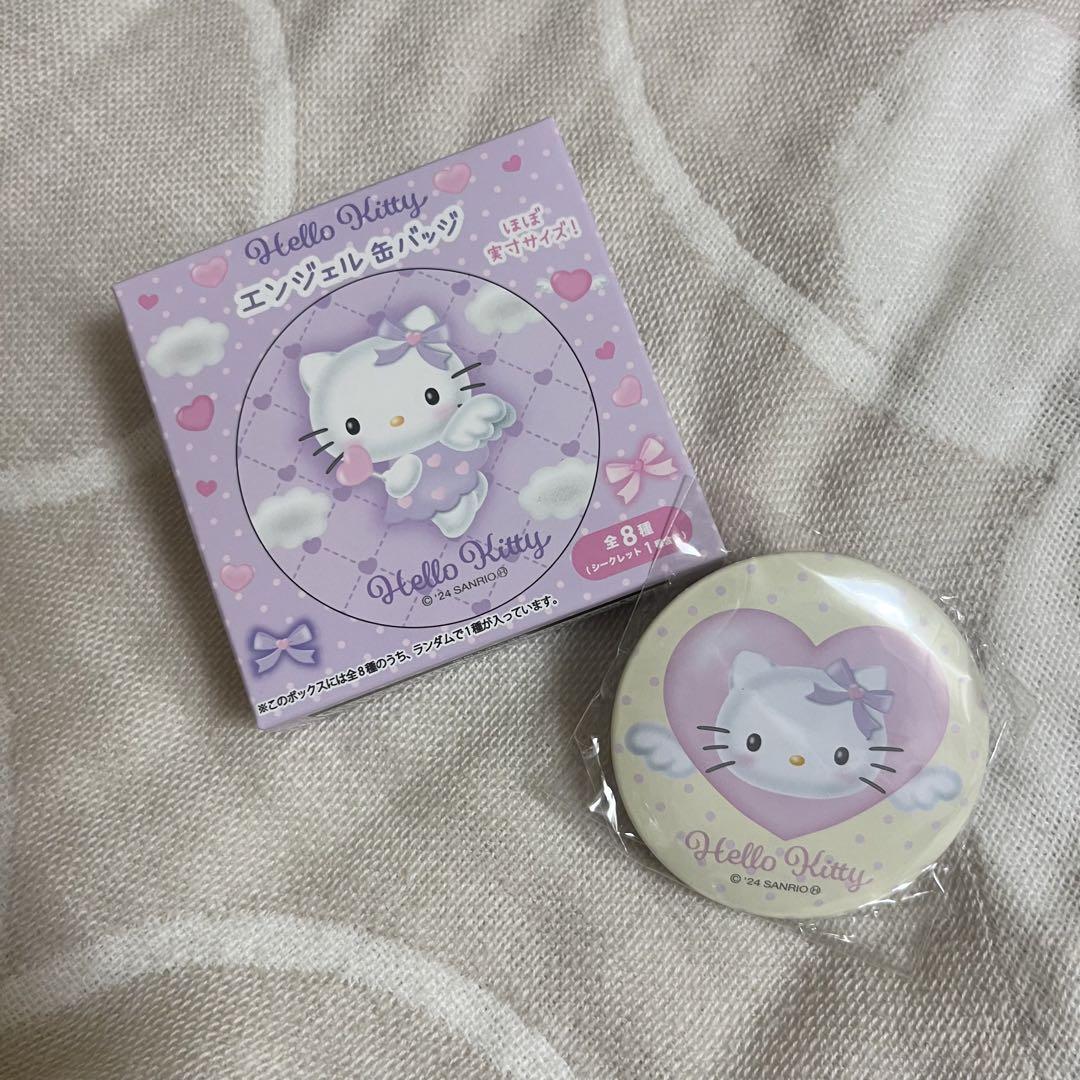 Hello Kitty
エンジェル 缶バッジ
ほぼ
実寸サイズ!
Hello Kitty
© '24 SANRIO Ⓗ
全8種
(シークレット1種含む)
※このボックスには全8種のうち、ランダムで1種が入っています。
Hello Kitty
© '24 SANRIO Ⓗ